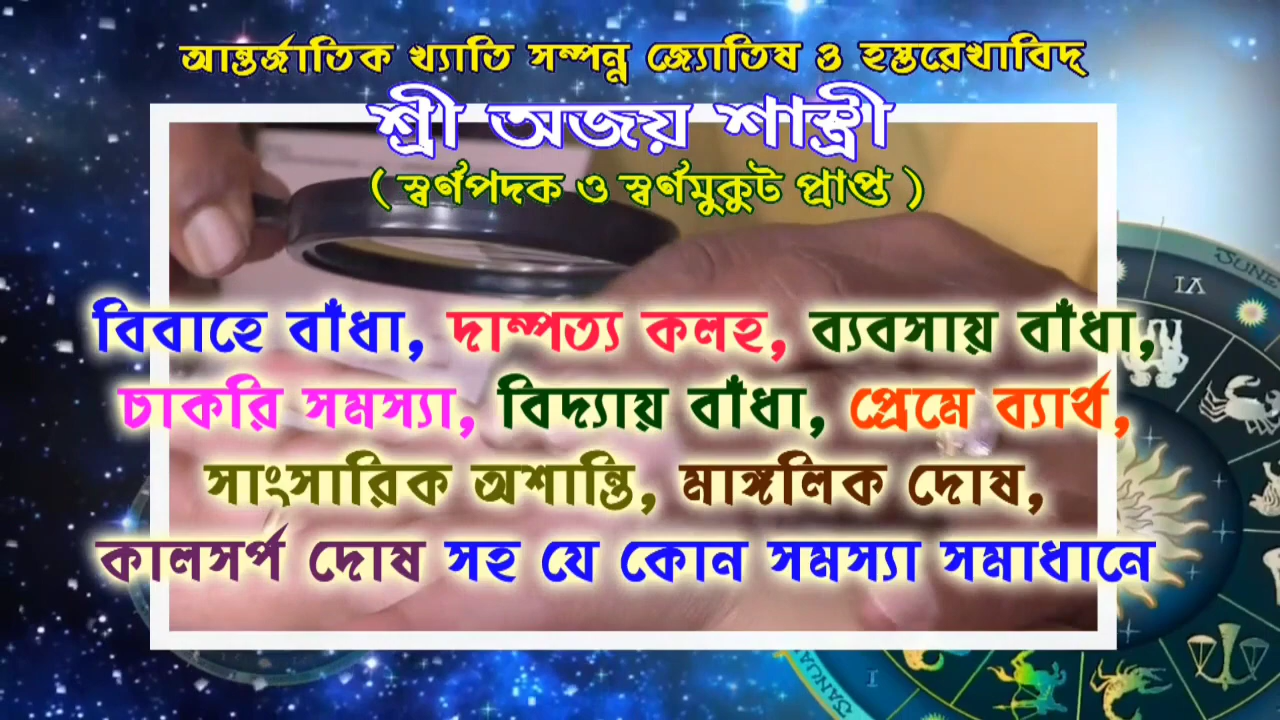 আন্তর্জাতিক খ্যাতি সম্পন্ন জ্যোতিষ ও হস্তরেখাবিদ্
শ্রী অজয় শাস্ত্রী
( স্বর্ণপদক ও স্বর্ণমুকুট প্রাপ্ত )
বিবাহে বাঁধা, দাম্পত্য কলহ, ব্যবসায় বাঁধা,
চাকরি সমস্যা, বিদ্যায় বাঁধা, প্রেমে ব্যার্থ,
সাংসারিক অশান্তি, মাঙ্গলিক দোষ,
কালসর্প দোষ সহ যে কোন সমস্যা সমাধানে